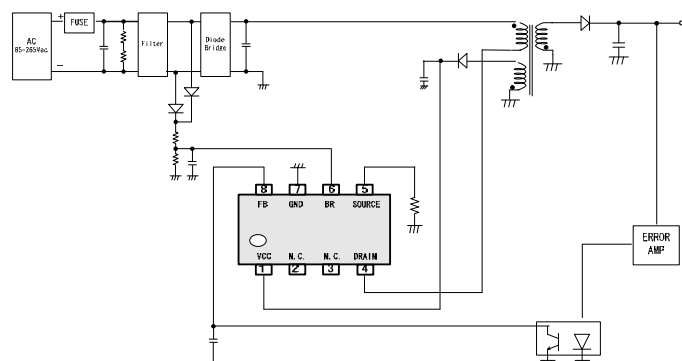 +
FUSE
AC
85-265Vac
−
Filter
Diode
Bridge
8 7 6 5
FB GND BR SOURCE
VCC N.C. N.C. DRAIN
1 2 3 4
ERROR
AMP